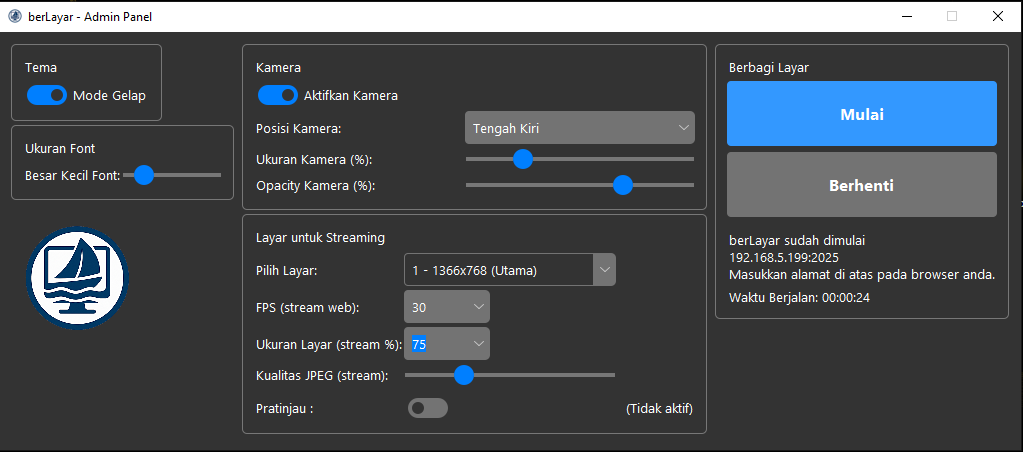 berLayar - Admin Panel
Tema
Mode Gelap
Ukuran Font
Besar Kecil Font:
Kamera
Aktifkan Kamera
Posisi Kamera: Tengah Kiri
Ukuran Kamera (%):
Opacity Kamera (%):
Layar untuk Streaming
Pilih Layar: 1 - 1366x768 (Utama)
FPS (stream web): 30
Ukuran Layar (stream %): 75
Kualitas JPEG (stream):
Pratinjau : (Tidak aktif)
Berbagi Layar
Mulai
Berhenti
berLayar sudah dimulai
192.168.5.199:2025
Masukkan alamat di atas pada browser anda.
Waktu Berjalan: 00:00:24